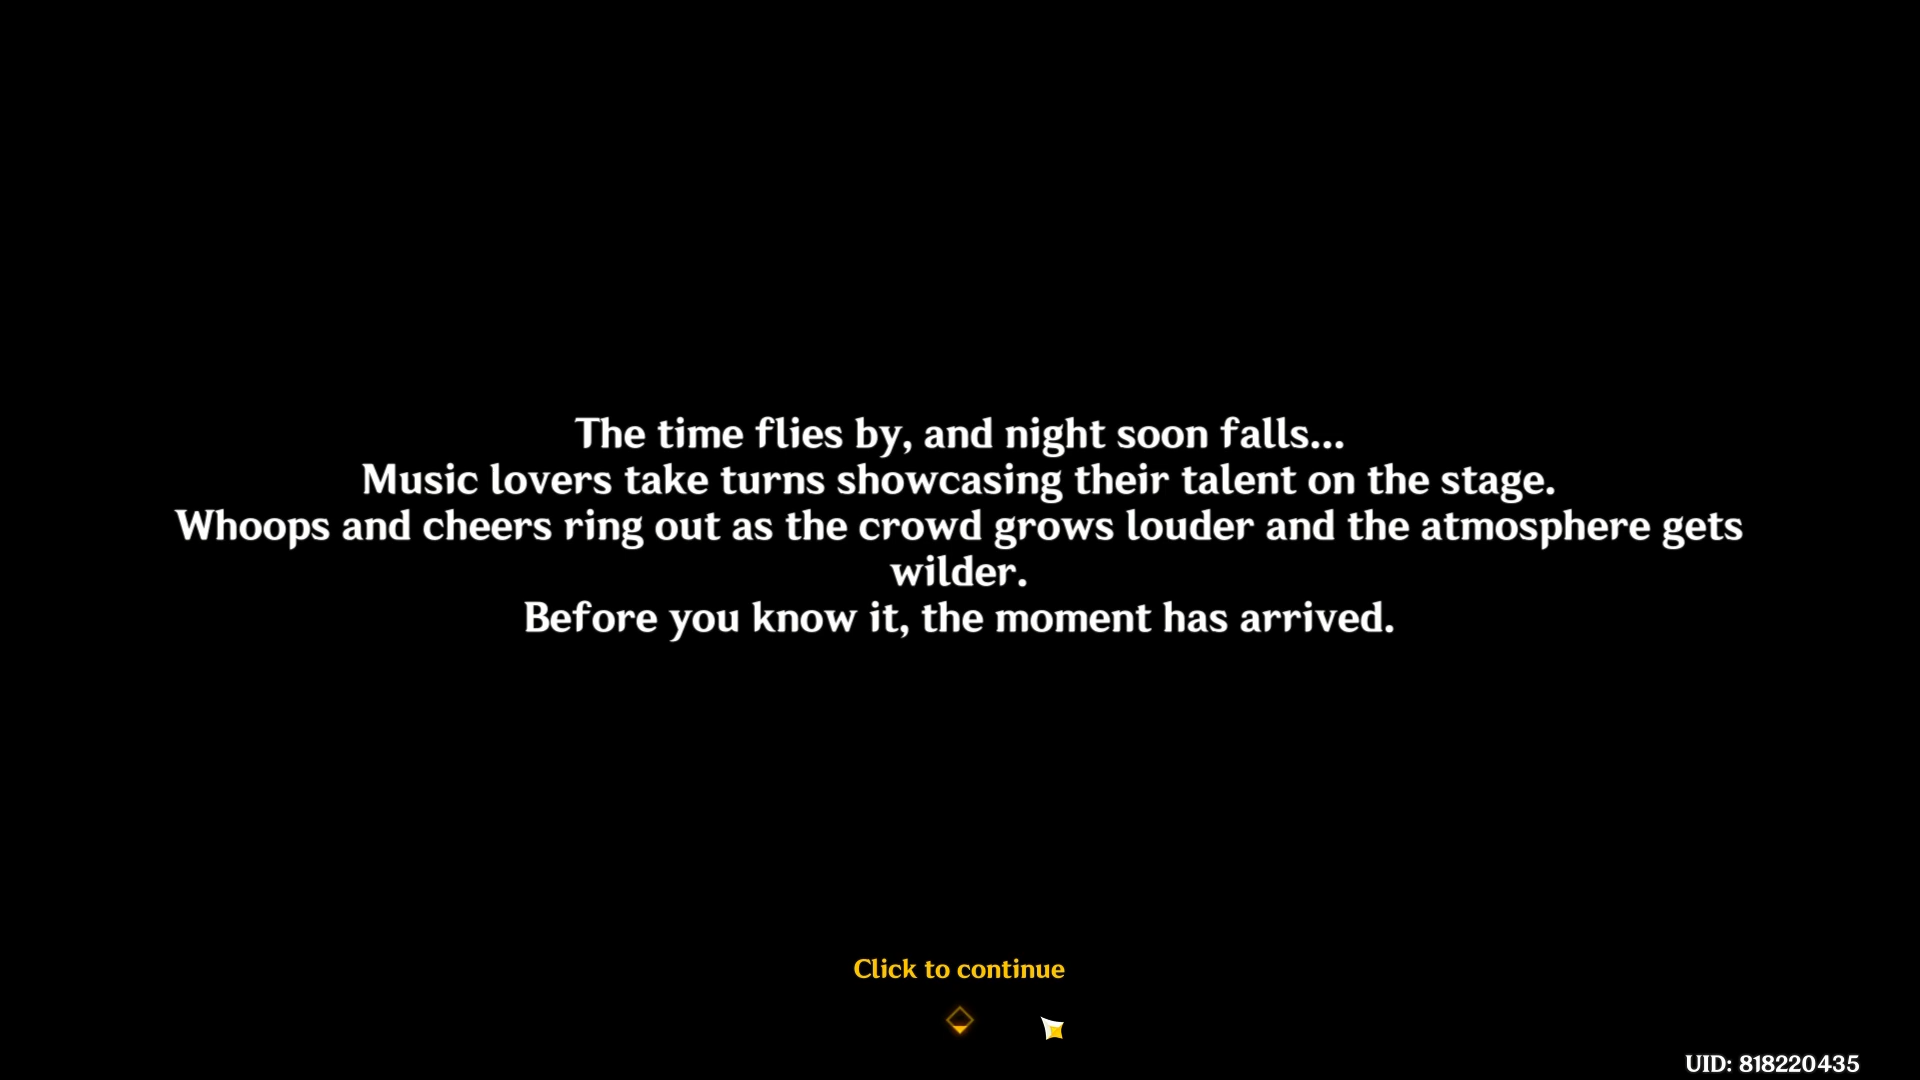 The time flies by, and night soon falls...
Music lovers take turns showcasing their talent on the stage.
Whoops and cheers ring out as the crowd grows louder and the atmosphere gets
wilder.
Before you know it, the moment has arrived.
Click to continue
UID: 818220435